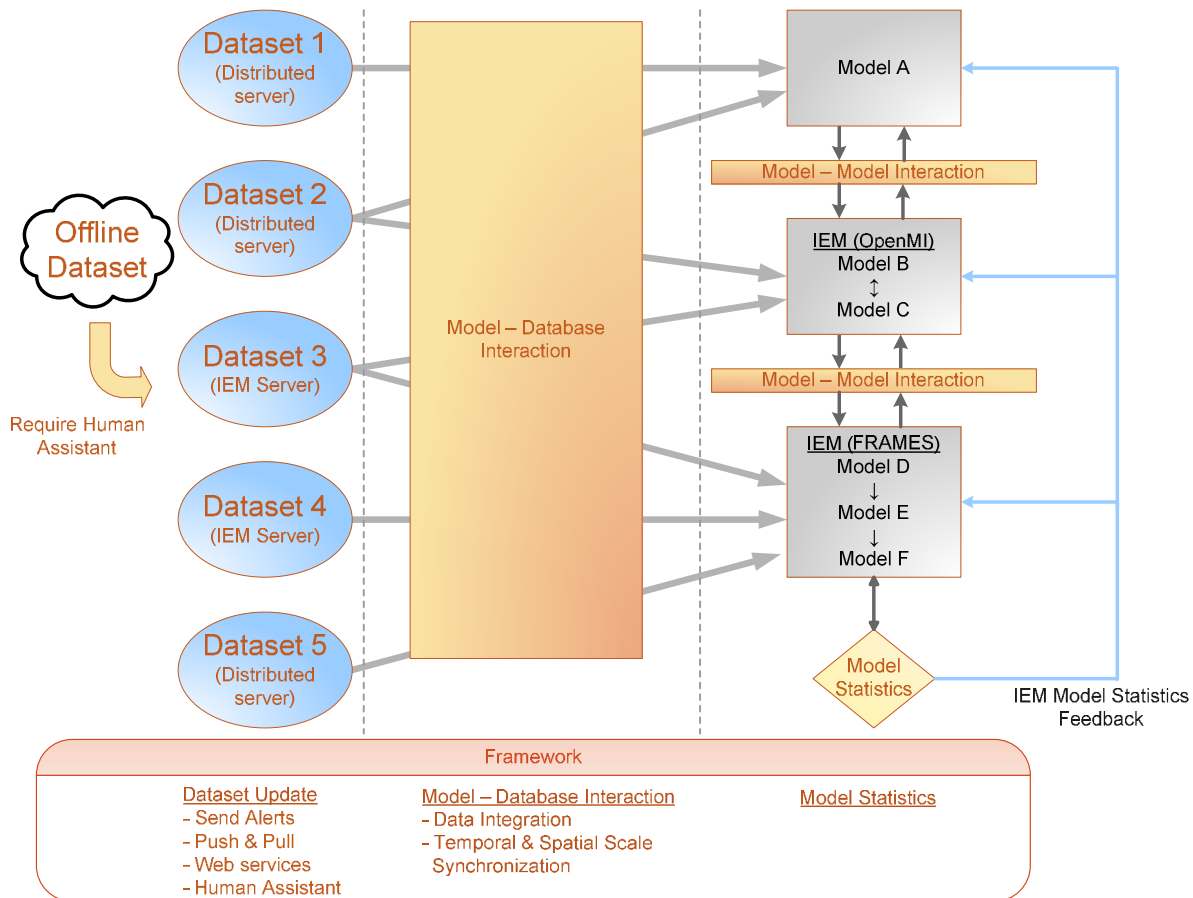 Dataset 1
(Distributed
server)
Dataset 2
(Distributed
server)
Offline
Dataset
Dataset 3
(IEM Server)
Require Human
Assistant
Dataset 4
(IEM Server)
Dataset 5
(Distributed
server)
Model – Database
Interaction
Model A
Model – Model Interaction
IEM (OpenMI)
Model B
↕
Model C
Model – Model Interaction
IEM (FRAMES)
Model D
↓
Model E
↓
Model F
Model
Statistics
IEM Model Statistics
Feedback
Framework
Dataset Update
- Send Alerts
- Push & Pull
- Web services
- Human Assistant
Model – Database Interaction
- Data Integration
- Temporal & Spatial Scale
Synchronization
Model Statistics